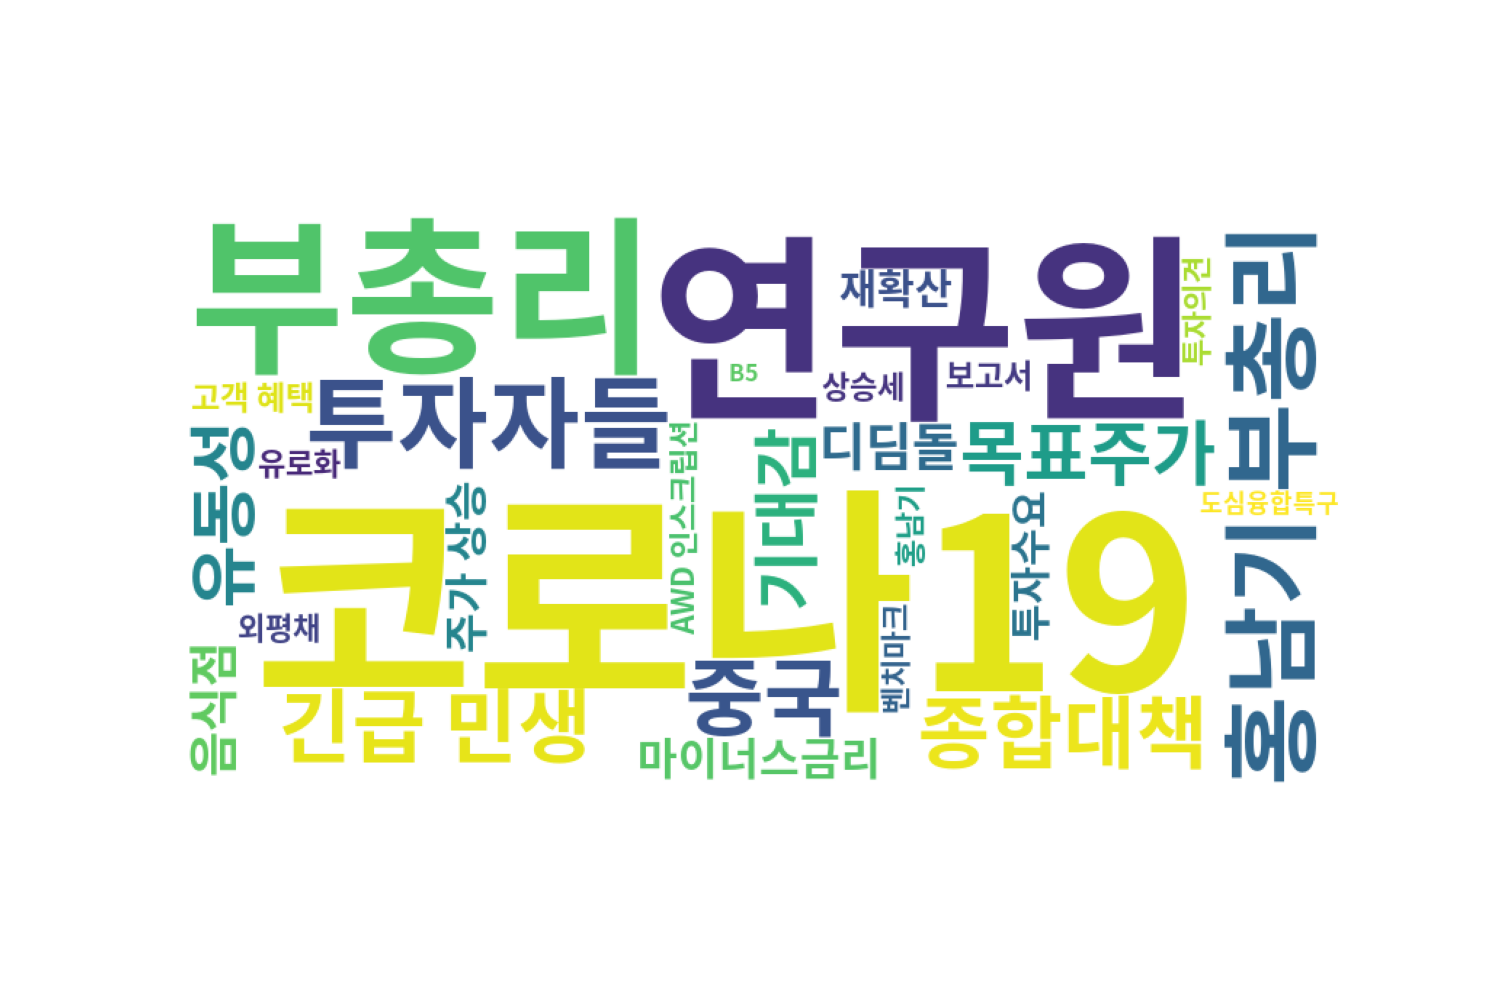 부총리
연구원
재확산
투자의견
홍남기 부총리
B5
상승세
보고서
고객 혜택
투자자들
유로화
유동성
AWD 인스크립션
기대감
디딤돌
목표주가
도심융합특구
주가 상승
홍남기
투자수요
코로나19
외평채
벤치마크
음식점
긴급 민생
중국
종합대책
마이너스금리